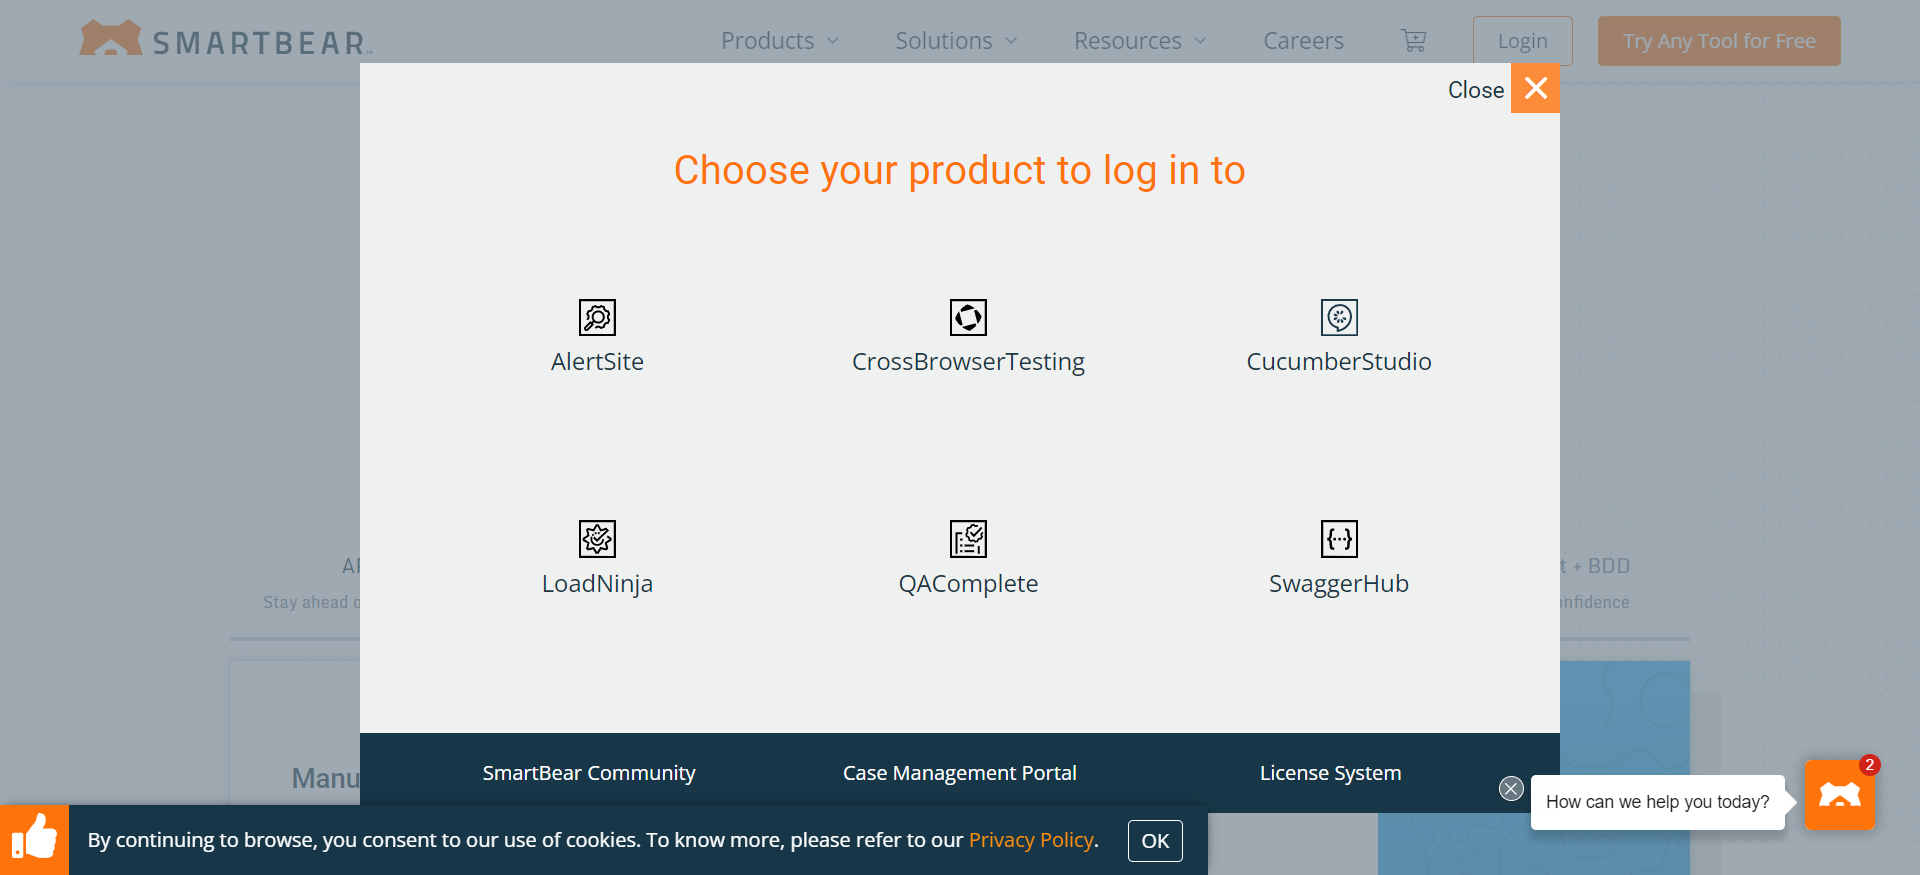 SMARTBEAR
Products
Solutions
Resources
Careers
Login
Try Any Tool for Free
Close
Choose your product to log in to
AlertSite
CrossBrowserTesting
CucumberStudio
LoadNinja
QAComplete
SwaggerHub
+ BDD
Stay ahead
SmartBear Community
Case Management Portal
License System
2
How can we help you today?
By continuing to browse, you consent to our use of cookies. To know more, please refer to our Privacy Policy.
OK